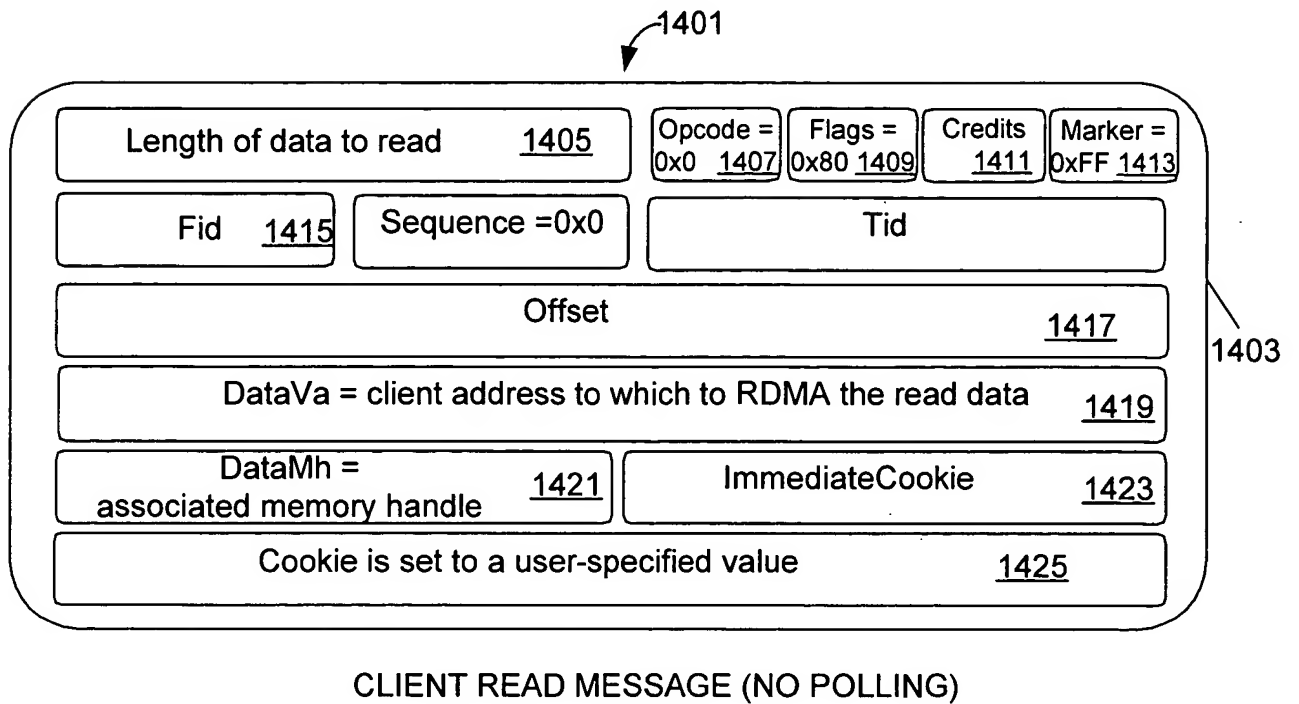 1401
Length of data to read 1405
Opcode =
0x0 1407
Flags =
0x80 1409
Credits
1411
Marker =
0xFF 1413
Fid 1415
Sequence =0x0
Tid
Offset 1417
1403
DataVa = client address to which to RDMA the read data 1419
DataMh =
associated memory handle 1421
ImmediateCookie 1423
Cookie is set to a user-specified value 1425
CLIENT READ MESSAGE (NO POLLING)